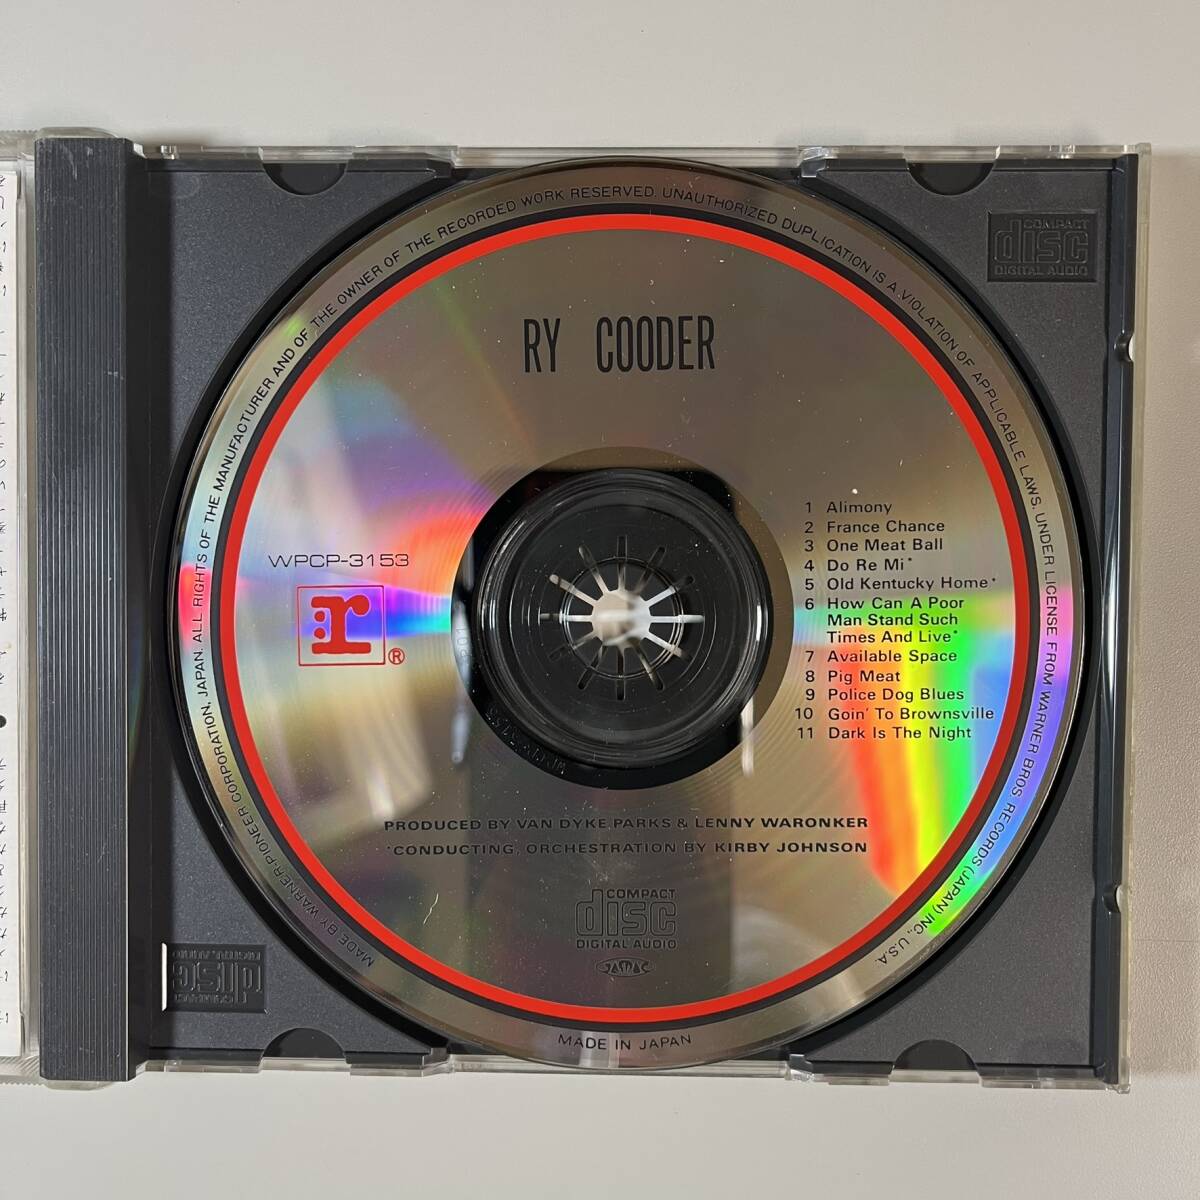 RY COODER
WPCP-3153
r
®
1 Alimony
2 France Chance
3 One Meat Ball
4 Do Re Mi*
5 Old Kentucky Home*
6 How Can A Poor
Man Stand Such
Times And Live*
7 Available Space
8 Pig Meat
9 Police Dog Blues
10 Goin' To Brownsville
11 Dark Is The Night
PRODUCED BY VAN DYKE PARKS & LENNY WARONKER
*CONDUCTING, ORCHESTRATION BY KIRBY JOHNSON
COMPACT
disc
DIGITAL AUDIO
JASRAC
MADE BY WARNER-PIONEER CORPORATION, JAPAN. ALL RIGHTS OF THE MANUFACTURER AND OF THE OWNER OF THE RECORDED WORK RESERVED. UNAUTHORIZED DUPLICATION IS A VIOLATION OF APPLICABLE LAWS. UNDER LICENSE FROM WARNER BROS. RECORDS (JAPAN) INC., U.S.A.
MADE IN JAPAN
COMPACT
disc
DIGITAL AUDIO
COMPACT
disc
DIGITAL AUDIO